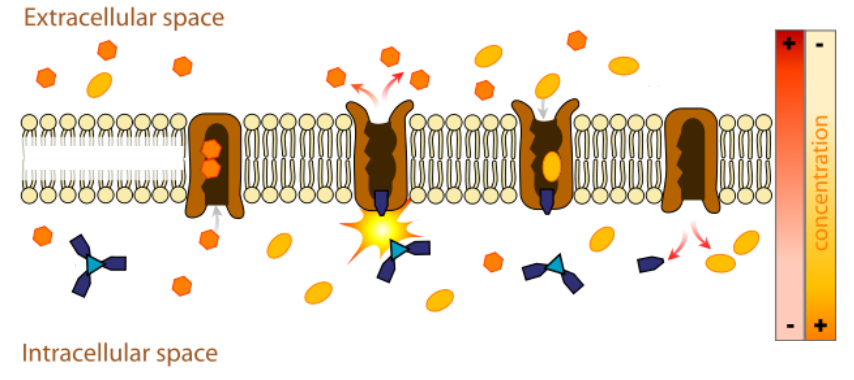 Extracellular space
+ -
concentration
- +
Intracellular space